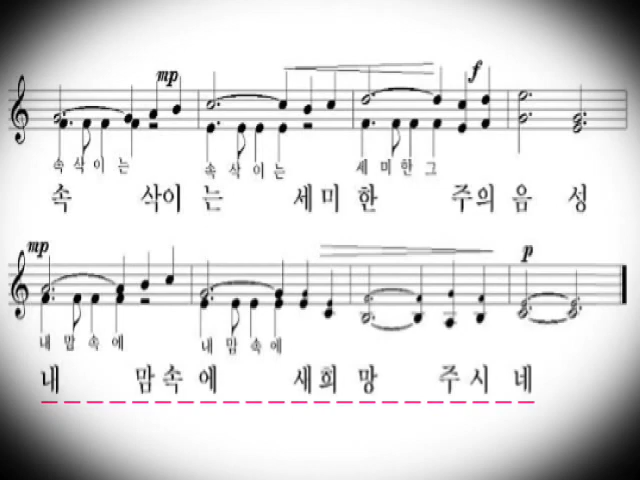 mp f
속 삭 이 는 속 삭 이 는 세 미 한 그
속 삭이 는 세미 한 주의 음 성
mp p
내 맘 속 에 내 맘 속 에
내 맘속 에 새희 망 주시 네